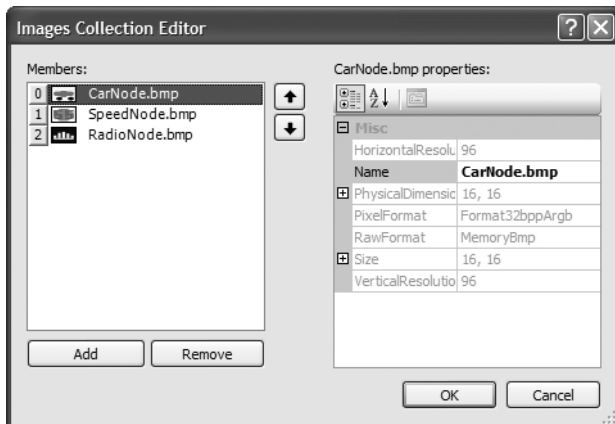 Images Collection Editor
Members:
0 CarNode.bmp
1 SpeedNode.bmp
2 RadioNode.bmp
Add Remove
CarNode.bmp properties:
Misc
HorizontalResolu 96
Name CarNode.bmp
PhysicalDimensic 16, 16
PixelFormat Format32bppArgb
RawFormat MemoryBmp
Size 16, 16
VerticalResolutio 96
OK Cancel